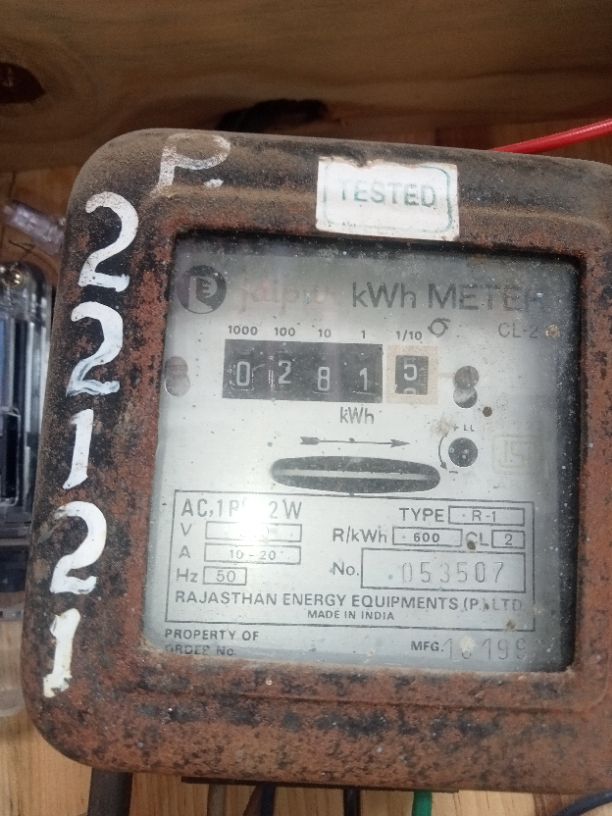 P.
22121
TESTED
RE jaipur kWh METER
1000 100 10 1 1/10
CL-2
0 2 8 1 5
kWh
AC, 2W
TYPE R-1
V
R/kWh 600 CL 2
A 10-20
Hz 50
No. 053507
RAJASTHAN ENERGY EQUIPMENTS (P) LTD
MADE IN INDIA
PROPERTY OF
ORDER No.
MFG.